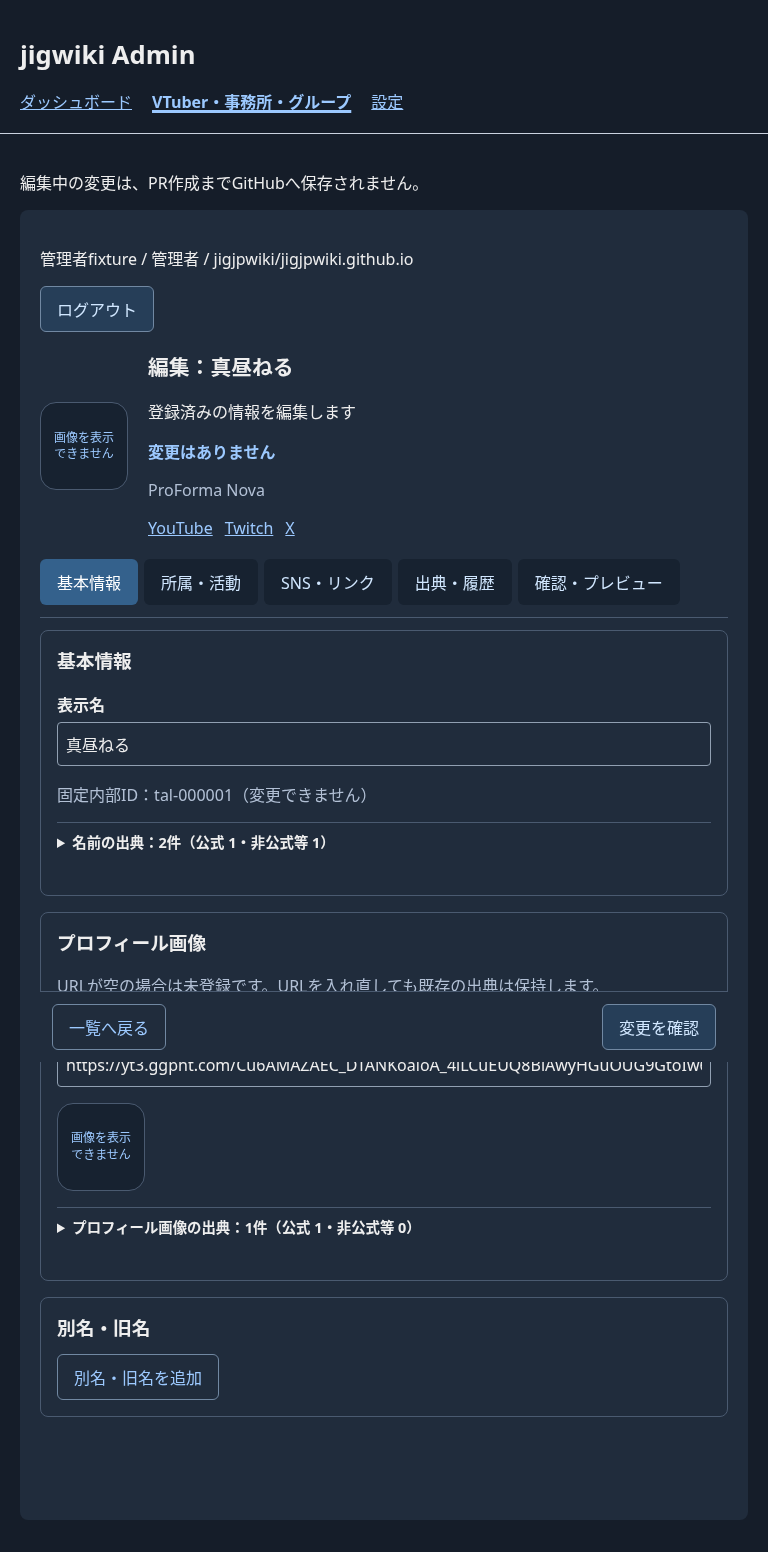 jigwiki Admin
ダッシュボード VTuber・事務所・グループ 設定
編集中の変更は、PR作成までGitHubへ保存されません。
管理者fixture / 管理者 / jigjpwiki/jigjpwiki.github.io
ログアウト
編集：真昼ねる
登録済みの情報を編集します
画像を表示
できません
変更はありません
ProForma Nova
YouTube Twitch X
基本情報 所属・活動 SNS・リンク 出典・履歴 確認・プレビュー
基本情報
表示名
真昼ねる
固定内部ID：tal-000001（変更できません）
▶ 名前の出典：2件（公式 1・非公式等 1）
プロフィール画像
URLが空の場合は未登録です。URLを入れ直しても既存の出典は保持します。
一覧へ戻る 変更を確認
画像を表示
できません
▶ プロフィール画像の出典：1件（公式 1・非公式等 0）
別名・旧名
別名・旧名を追加